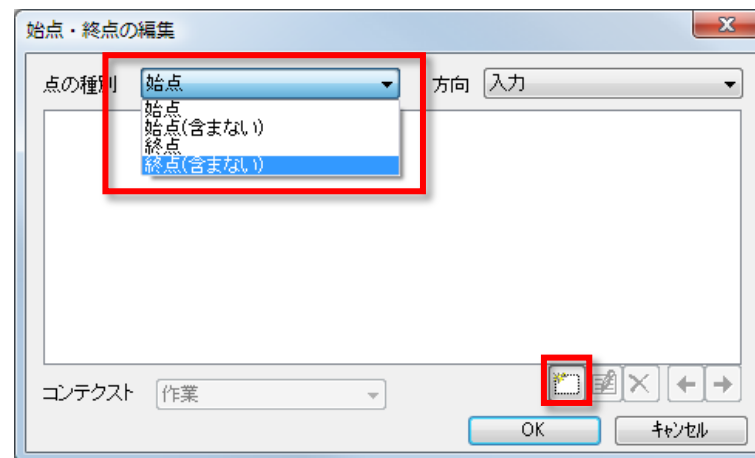 始点・終点の編集
点の種別 始点 方向 入力
始点
始点(含まない)
終点
終点(含まない)
コンテクスト 作業
OK キャンセル